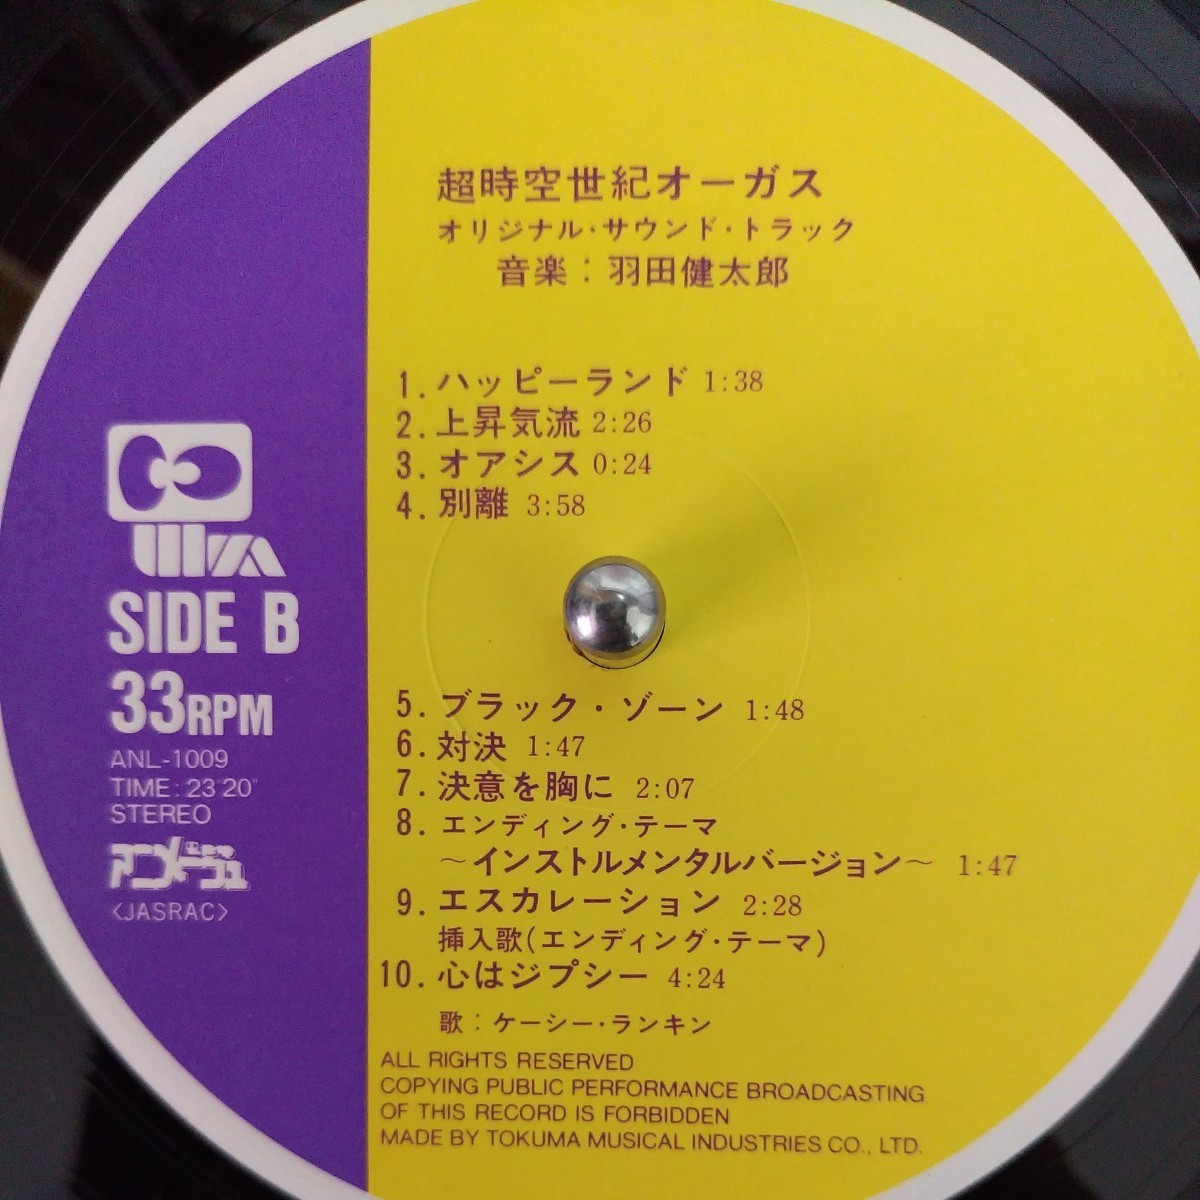 超時空世紀オーガス
オリジナル・サウンド・トラック
音楽：羽田健太郎
1. ハッピーランド 1:38
2. 上昇気流 2:26
3. オアシス 0:24
4. 別離 3:58
SIDE B
33RPM
ANL-1009
TIME: 23'20"
STEREO
アニメージュ
〈JASRAC〉
5. ブラック・ゾーン 1:48
6. 対決 1:47
7. 決意を胸に 2:07
8. エンディング・テーマ
～インストルメンタルバージョン～ 1:47
9. エスカレーション 2:28
挿入歌(エンディング・テーマ)
10. 心はジプシー 4:24
歌：ケーシー・ランキン
ALL RIGHTS RESERVED
COPYING PUBLIC PERFORMANCE BROADCASTING
OF THIS RECORD IS FORBIDDEN
MADE BY TOKUMA MUSICAL INDUSTRIES CO., LTD.